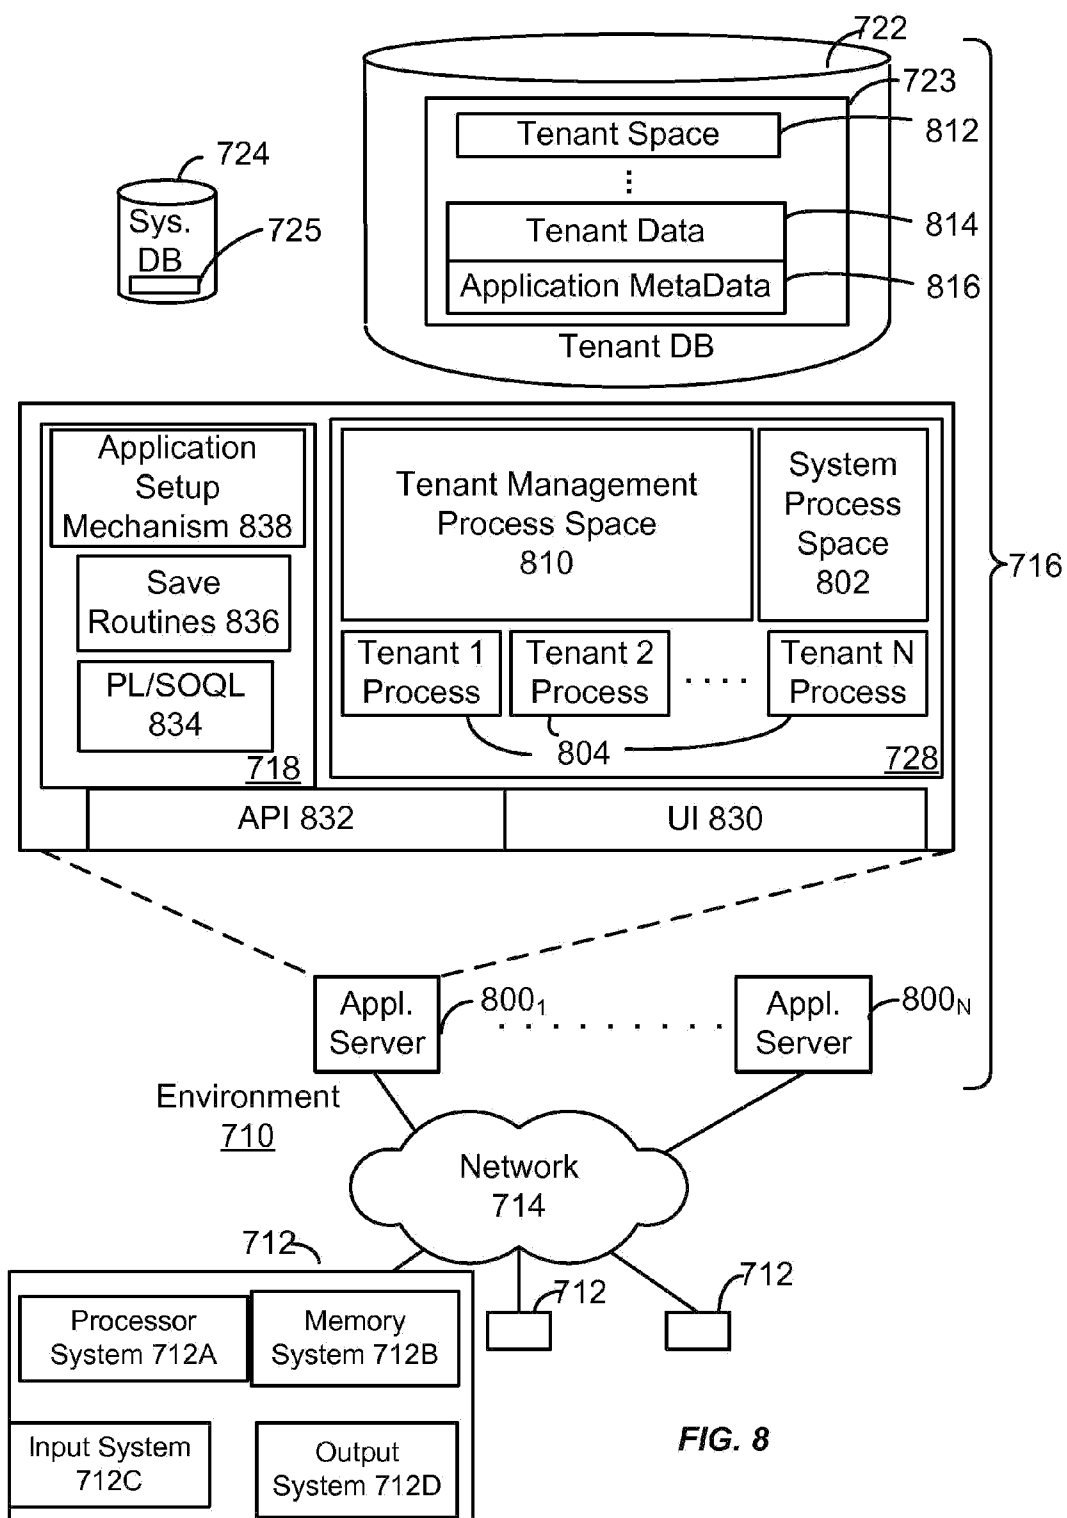 722
723
Tenant Space
812
724
Sys.
DB
725
Tenant Data
814
Application MetaData
816
Tenant DB
Application
Setup
Mechanism 838
Save
Routines 836
PL/SOQL
834
718
Tenant Management
Process Space
810
System
Process
Space
802
716
Tenant 1
Process
Tenant 2
Process
Tenant N
Process
804
728
API 832
UI 830
Appl.
Server
800₁
Appl.
Server
800N
Environment
710
Network
714
712
712
712
Processor
System 712A
Memory
System 712B
Input System
712C
Output
System 712D
FIG. 8